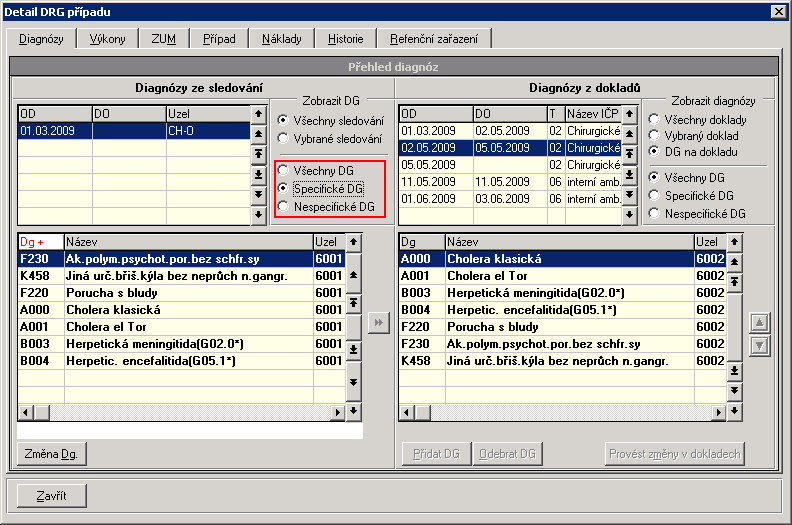 Detail DRG případu
Diagnózy Výkony ZUM Případ Náklady Historie Refenční zařazení
Přehled diagnóz
Diagnózy ze sledování
OD DO Uzel
01.03.2009 CH-O
Zobrazit DG
Všechny sledování
Vybrané sledování
Všechny DG
Specifické DG
Nespecifické DG
Dg + Název Uzel
F230 Ak.polym.psychot.por.bez schfr.sy 6001
K458 Jiná urč.břiš.kýla bez neprůch n.gangr. 6001
F220 Porucha s bludy 6001
A000 Cholera klasická 6001
A001 Cholera el Tor 6001
B003 Herpetická meningitida(G02.0*) 6001
B004 Herpetic. encefalitida(G05.1*) 6001
Změna Dg.
Diagnózy z dokladů
OD DO T Název IČP
01.03.2009 02.05.2009 02 Chirurgické
02.05.2009 05.05.2009 02 Chirurgické
05.05.2009 02 Chirurgické
11.05.2009 11.05.2009 06 interní amb.
01.06.2009 03.06.2009 06 interní amb.
Zobrazit diagnózy
Všechny doklady
Vybraný doklad
DG na dokladu
Všechny DG
Specifické DG
Nespecifické DG
Dg Název Uzel
A000 Cholera klasická 6002
A001 Cholera el Tor 6002
B003 Herpetická meningitida(G02.0*) 6002
B004 Herpetic. encefalitida(G05.1*) 6002
F220 Porucha s bludy 6002
F230 Ak.polym.psychot.por.bez schfr.sy 6002
K458 Jiná urč.břiš.kýla bez neprůch n.gangr. 6002
Přidat DG Odebrat DG Provést změny v dokladech
Zavřít